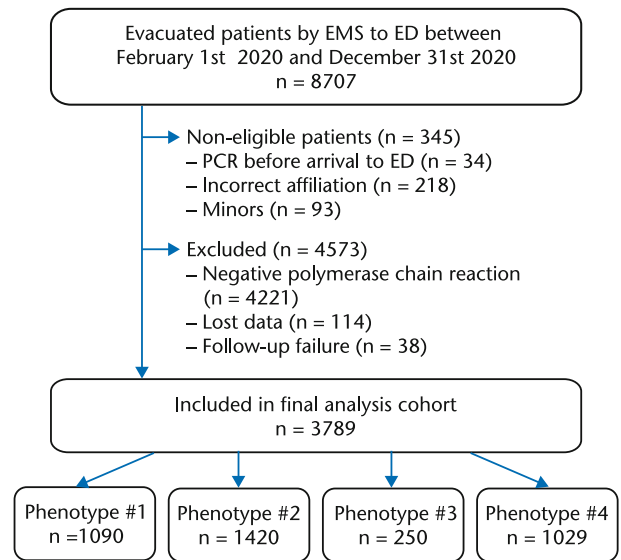 Evacuated patients by EMS to ED between
February 1st 2020 and December 31st 2020
n = 8707
Non-eligible patients (n = 345)
– PCR before arrival to ED (n = 34)
– Incorrect affiliation (n = 218)
– Minors (n = 93)
Excluded (n = 4573)
– Negative polymerase chain reaction
(n = 4221)
– Lost data (n = 114)
– Follow-up failure (n = 38)
Included in final analysis cohort
n = 3789
Phenotype #1
n =1090
Phenotype #2
n = 1420
Phenotype #3
n = 250
Phenotype #4
n = 1029